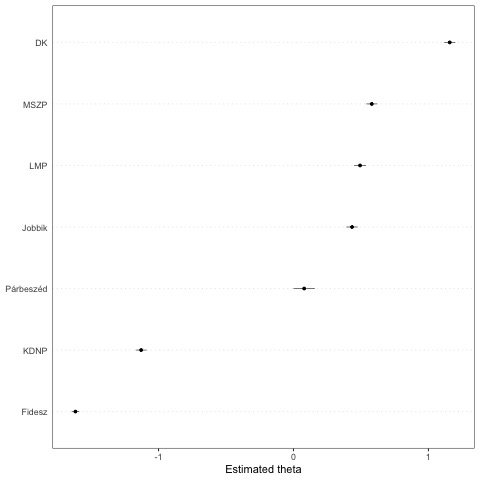 DK
MSZP
LMP
Jobbik
Párbeszéd
KDNP
Fidesz
-1 0 1
Estimated theta